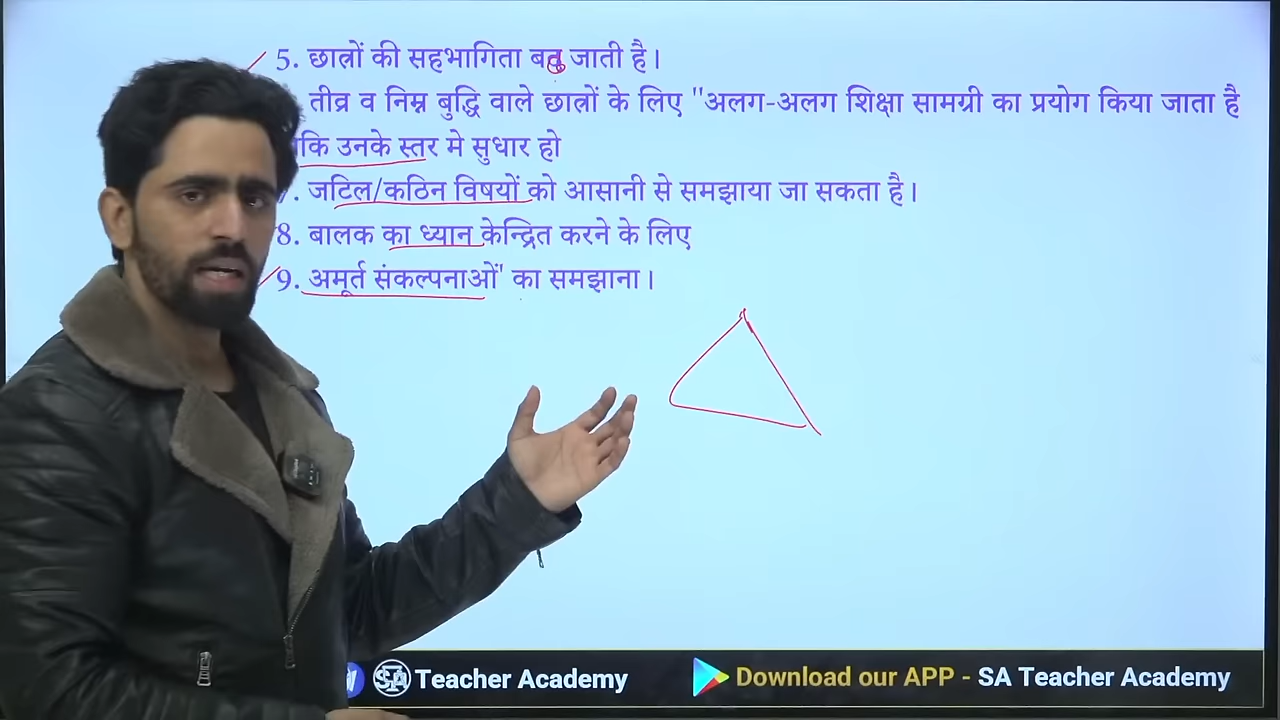 5. छात्रों की सहभागिता बढ़ जाती है।
तीव्र व निम्न बुद्धि वाले छात्रों के लिए "अलग-अलग शिक्षा सामग्री का प्रयोग किया जाता है
उनके स्तर मे सुधार हो
जटिल/कठिन विषयों को आसानी से समझाया जा सकता है।
8. बालक का ध्यान केन्द्रित करने के लिए
9. अमूर्त संकल्पनाओं' का समझाना।
SA Teacher Academy
Download our APP - SA Teacher Academy